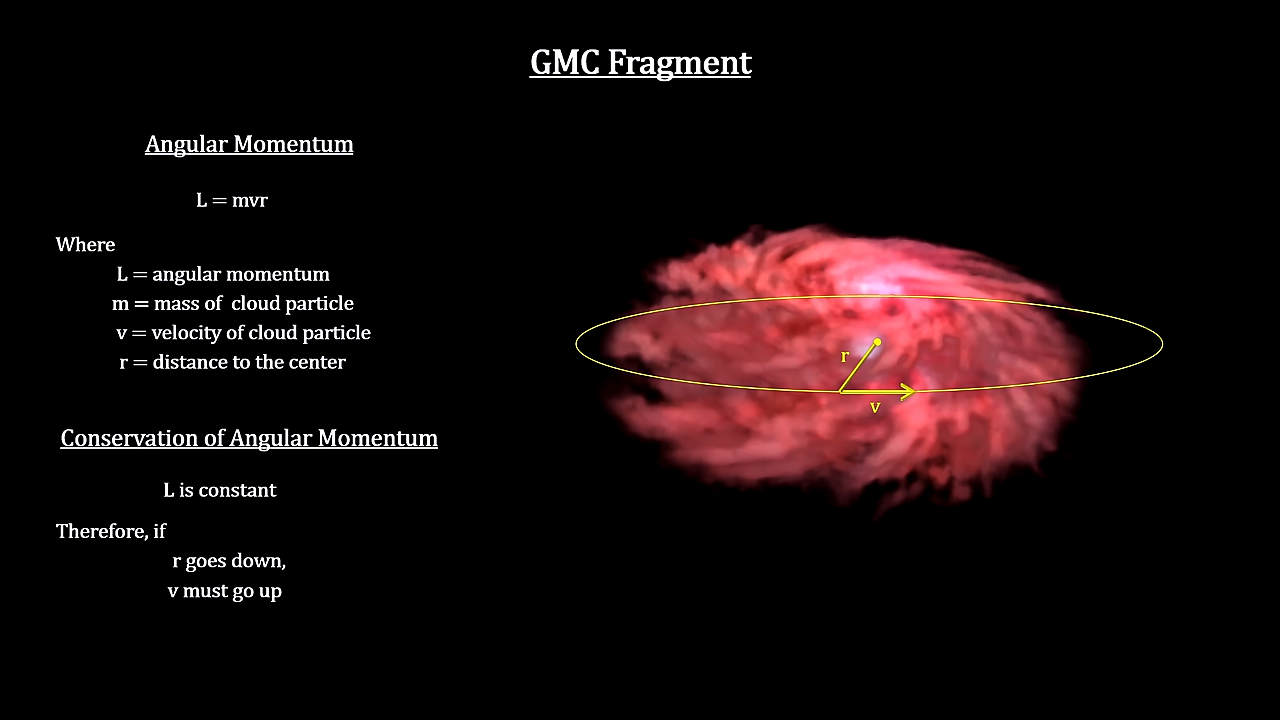 GMC Fragment
Angular Momentum
L = mvr
Where
L = angular momentum
m = mass of cloud particle
v = velocity of cloud particle
r = distance to the center
Conservation of Angular Momentum
L is constant
Therefore, if
r goes down,
v must go up
r
v